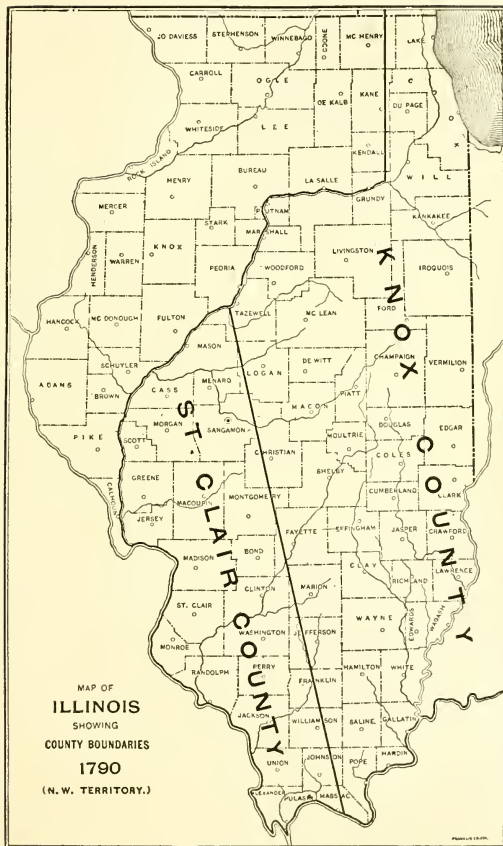 JO DAVIESS
STEPHENSON
WINNEBAGO
BOONE
MC HENRY
LAKE
CARROLL
OGLE
DE KALB
KANE
COOK
DU PAGE
WHITESIDE
LEE
KENDALL
WILL
ROCK ISLAND
HENRY
BUREAU
LA SALLE
GRUNDY
MERCER
PUTNAM
STARK
MARSHALL
KANKAKEE
HENDERSON
WARREN
KNOX
PEORIA
WOODFORD
LIVINGSTON
IROQUOIS
FORD
HANCOCK
MC DONOUGH
FULTON
TAZEWELL
MC LEAN
MASON
SCHUYLER
LOGAN
DE WITT
CHAMPAIGN
VERMILION
ADAMS
BROWN
CASS
MENARD
PIATT
MACON
PIKE
SCOTT
MORGAN
SANGAMON
MOULTRIE
DOUGLAS
EDGAR
CHRISTIAN
COLES
SHELBY
GREENE
CALHOUN
MACOUPIN
MONTGOMERY
CUMBERLAND
CLARK
JERSEY
FAYETTE
EFFINGHAM
JASPER
CRAWFORD
MADISON
BOND
CLAY
RICHLAND
LAWRENCE
CLINTON
MARION
ST. CLAIR
WASHINGTON
JEFFERSON
WAYNE
EDWARDS
WABASH
MONROE
RANDOLPH
PERRY
HAMILTON
WHITE
FRANKLIN
JACKSON
WILLIAMSON
SALINE
GALLATIN
UNION
JOHNSON
POPE
HARDIN
ALEXANDER
PULASKI
MASSAC
KNOX COUNTY
ST CLAIR COUNTY
MAP OF
ILLINOIS
SHOWING
COUNTY BOUNDARIES
1790
(N. W. TERRITORY.)